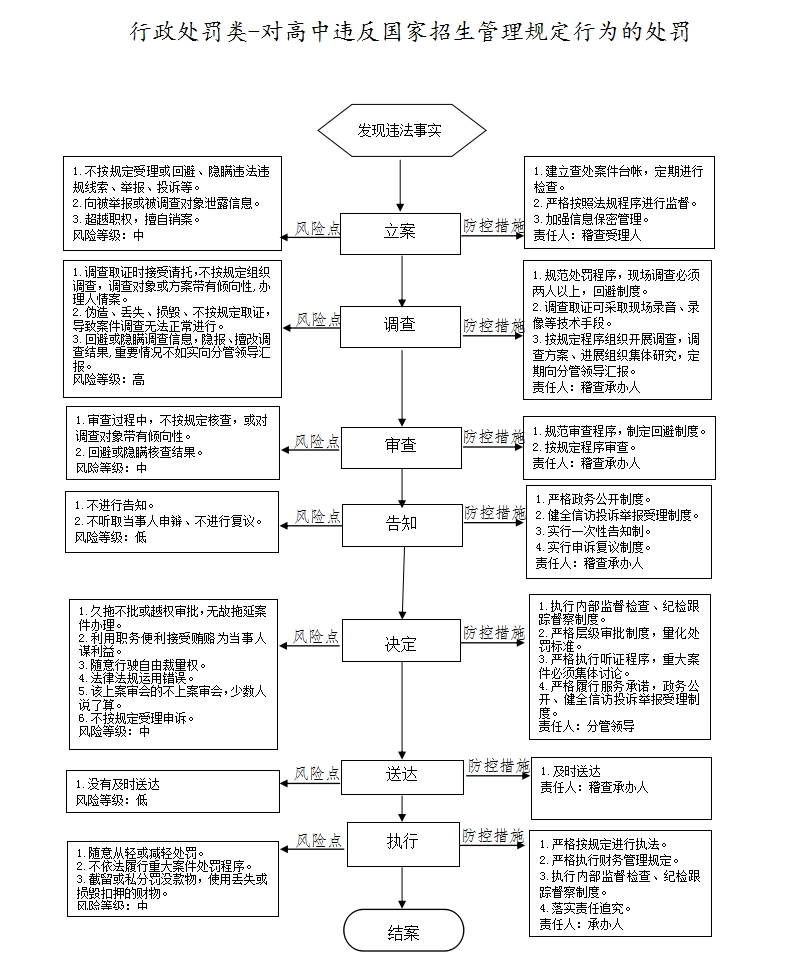 行政处罚类-对高中违反国家招生管理规定行为的处罚
发现违法事实
1.不按规定受理或回避、隐瞒违法违
规线索、举报、投诉等。
2.向被举报或被调查对象泄露信息。
3.超越职权，擅自销案。
风险等级：中
风险点
立案
防控措施
1.建立查处案件台帐，定期进行
检查。
2.严格按照法规程序进行监督。
3.加强信息保密管理。
责任人：稽查受理人
1.调查取证时接受请托,不按规定组织
调查，调查对象或方案带有倾向性,办
理人情案。
2.伪造、丢失、损毁、不按规定取证，
导致案件调查无法正常进行。
3.回避或隐瞒调查信息，隐报、擅改调
查结果,重要情况不如实向分管领导汇
报。
风险等级：高
风险点
调查
防控措施
1.规范处罚程序，现场调查必须
两人以上，回避制度。
2.调查取证可采取现场录音、录
像等技术手段。
3.按规定程序组织开展调查，调
查方案、进展组织集体研究，定
期向分管领导汇报。
责任人：稽查承办人
1.审查过程中，不按规定核查，或对
调查对象带有倾向性。
2.回避或隐瞒核查结果。
风险等级：中
风险点
审查
防控措施
1.规范审查程序，制定回避制度。
2.按规定程序审查。
责任人：稽查承办人
1.不进行告知。
2.不听取当事人申辩、不进行复议。
风险等级：低
风险点
告知
防控措施
1.严格政务公开制度。
2.健全信访投诉举报受理制度。
3.实行一次性告知制。
4.实行申诉复议制度。
责任人：稽查承办人
1.欠拖不批或越权审批，无故拖延案
件办理。
2.利用职务便利接受贿赂为当事人
谋利益。
3.随意行驶自由裁量权。
4.法律法规运用错误。
5.该上案审会的不上案审会，少数人
说了算。
6.不按规定受理申诉。
风险等级：中
风险点
决定
防控措施
1.执行内部监督检查、纪检跟
踪督察制度。
2.严格层级审批制度，量化处
罚标准。
3.严格执行听证程序，重大案
件必须集体讨论。
4.严格履行服务承诺，政务公
开、健全信访投诉举报受理制
度。
责任人：分管领导
1.没有及时送达
风险等级：低
风险点
送达
防控措施
1.及时送达
责任人：稽查承办人
1.随意从轻或减轻处罚。
2.不依法履行重大案件处罚程序。
3.截留或私分罚没款物，使用丢失或
损毁扣押的财物。
风险等级：中
风险点
执行
防控措施
1.严格按规定进行执法。
2.严格执行财务管理规定。
3.执行内部监督检查、纪检跟
踪督察制度。
4.落实责任追究。
责任人：承办人
结案